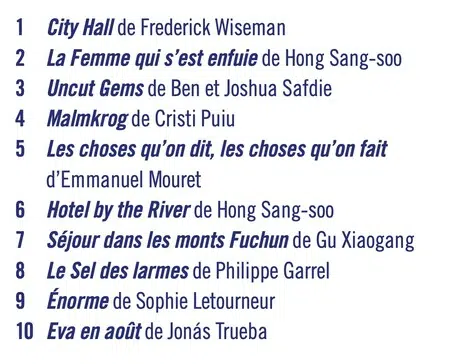 1 City Hall de Frederick Wiseman
2 La Femme qui s'est enfuie de Hong Sang-soo
3 Uncut Gems de Ben et Joshua Safdie
4 Malmkrog de Cristi Puiu
5 Les choses qu'on dit, les choses qu'on fait
d'Emmanuel Mouret
6 Hotel by the River de Hong Sang-soo
7 Séjour dans les monts Fuchun de Gu Xiaogang
8 Le Sel des larmes de Philippe Garrel
9 Énorme de Sophie Letourneur
10 Eva en août de Jonás Trueba